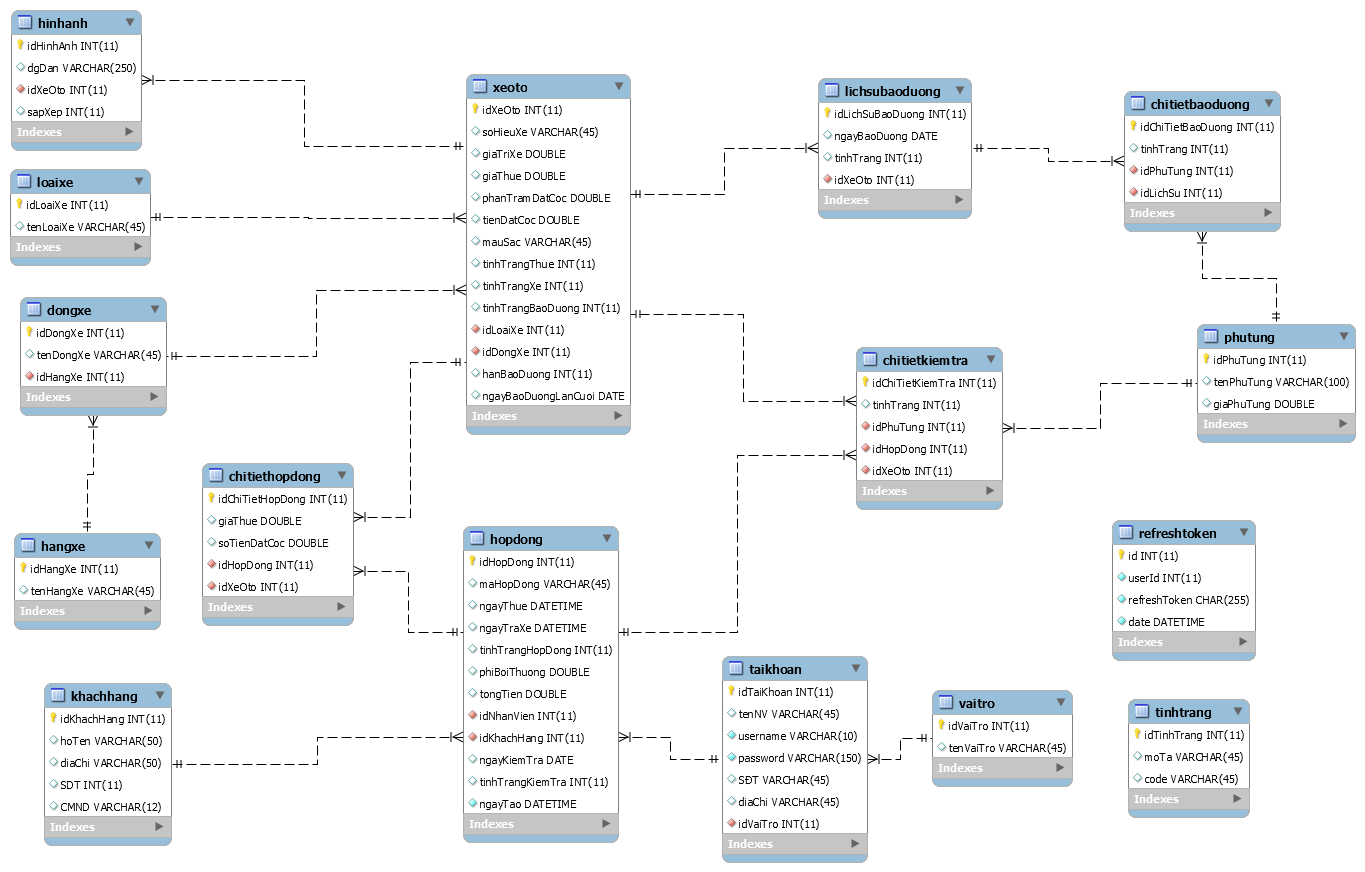 hinhanh
idHinhAnh INT(11)
dgDan VARCHAR(250)
idXeOto INT(11)
sapXep INT(11)
Indexes
loaixe
idLoaiXe INT(11)
tenLoaiXe VARCHAR(45)
Indexes
dongxe
idDongXe INT(11)
tenDongXe VARCHAR(45)
idHangXe INT(11)
Indexes
hangxe
idHangXe INT(11)
tenHangXe VARCHAR(45)
Indexes
khachhang
idKhachHang INT(11)
hoTen VARCHAR(50)
diaChi VARCHAR(50)
SDT INT(11)
CMND VARCHAR(12)
Indexes
chitiethopdong
idChiTietHopDong INT(11)
giaThue DOUBLE
soTienDatCoc DOUBLE
idHopDong INT(11)
idXeOto INT(11)
Indexes
xeoto
idXeOto INT(11)
soHieuXe VARCHAR(45)
giaTriXe DOUBLE
giaThue DOUBLE
phanTramDatCoc DOUBLE
tienDatCoc DOUBLE
mauSac VARCHAR(45)
tinhTrangThue INT(11)
tinhTrangXe INT(11)
tinhTrangBaoDuong INT(11)
idLoaiXe INT(11)
idDongXe INT(11)
hanBaoDuong INT(11)
ngayBaoDuongLanCuoi DATE
Indexes
hopdong
idHopDong INT(11)
maHopDong VARCHAR(45)
ngayThue DATETIME
ngayTraXe DATETIME
tinhTrangHopDong INT(11)
phiBoiThuong DOUBLE
tongTien DOUBLE
idNhanVien INT(11)
idKhachHang INT(11)
ngayKiemTra DATE
tinhTrangKiemTra INT(11)
ngayTao DATETIME
Indexes
lichsubaoduong
idLichSuBaoDuong INT(11)
ngayBaoDuong DATE
tinhTrang INT(11)
idXeOto INT(11)
Indexes
chitietbaoduong
idChiTietBaoDuong INT(11)
tinhTrang INT(11)
idPhuTung INT(11)
idLichSu INT(11)
Indexes
phutung
idPhuTung INT(11)
tenPhuTung VARCHAR(100)
giaPhuTung DOUBLE
Indexes
chitietkiemtra
idChiTietKiemTra INT(11)
tinhTrang INT(11)
idPhuTung INT(11)
idHopDong INT(11)
idXeOto INT(11)
Indexes
taikhoan
idTaiKhoan INT(11)
tenNV VARCHAR(45)
username VARCHAR(10)
password VARCHAR(150)
SĐT VARCHAR(45)
diaChi VARCHAR(45)
idVaiTro INT(11)
Indexes
vaitro
idVaiTro INT(11)
tenVaiTro VARCHAR(45)
Indexes
refreshtoken
id INT(11)
userId INT(11)
refreshToken CHAR(255)
date DATETIME
Indexes
tinhtrang
idTinhTrang INT(11)
moTa VARCHAR(45)
code VARCHAR(45)
Indexes